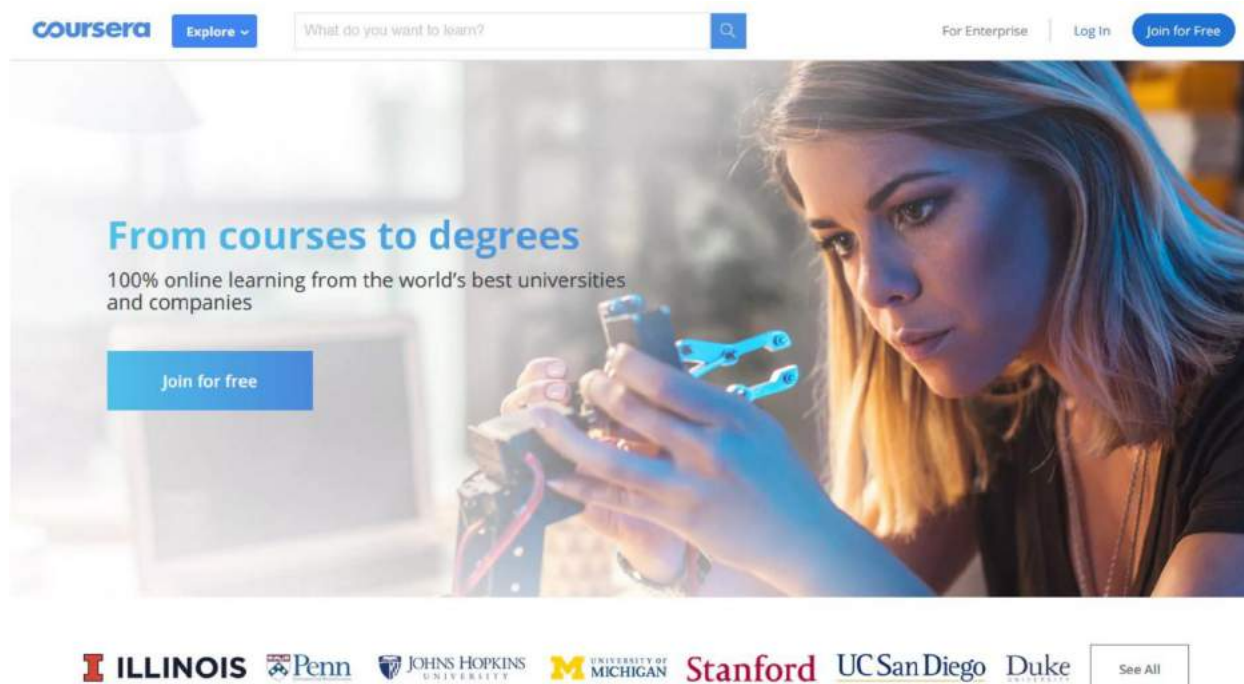 coursera
Explore
What do you want to learn?
For Enterprise
Log In
Join for Free
From courses to degrees
100% online learning from the world's best universities
and companies
Join for free
I ILLINOIS
Penn
JOHNS HOPKINS
UNIVERSITY
M UNIVERSITY OF
MICHIGAN
Stanford
UC San Diego
Duke
UNIVERSITY
See All